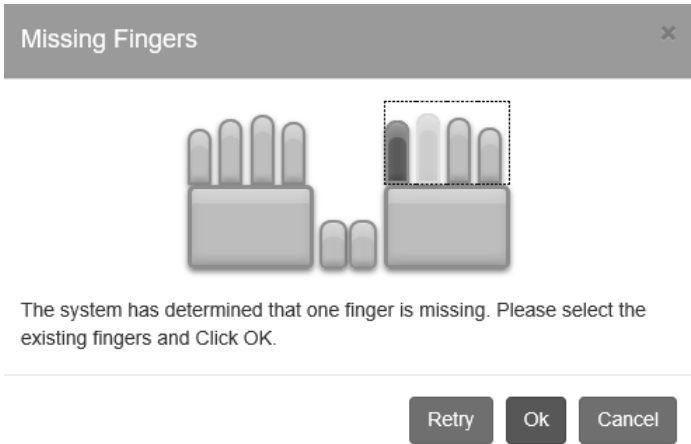 Missing Fingers
×
The system has determined that one finger is missing. Please select the
existing fingers and Click OK.
Retry Ok Cancel